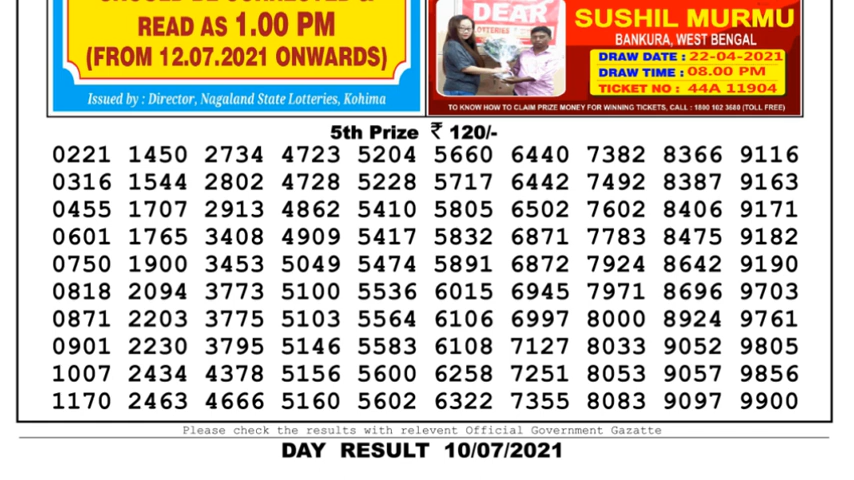 READ AS 1.00 PM
(FROM 12.07.2021 ONWARDS)
Issued by : Director, Nagaland State Lotteries, Kohima
DEAR
LOTTERIES
SUSHIL MURMU
BANKURA, WEST BENGAL
DRAW DATE : 22-04-2021
DRAW TIME : 08.00 PM
TICKET NO : 44A 11904
TO KNOW HOW TO CLAIM PRIZE MONEY FOR WINNING TICKETS, CALL : 1800 102 3580 (TOLL FREE)
5th Prize ₹ 120/-
0221 1450 2734 4723 5204 5660 6440 7382 8366 9116
0316 1544 2802 4728 5228 5717 6442 7492 8387 9163
0455 1707 2913 4862 5410 5805 6502 7602 8406 9171
0601 1765 3408 4909 5417 5832 6871 7783 8475 9182
0750 1900 3453 5049 5474 5891 6872 7924 8642 9190
0818 2094 3773 5100 5536 6015 6945 7971 8696 9703
0871 2203 3775 5103 5564 6106 6997 8000 8924 9761
0901 2230 3795 5146 5583 6108 7127 8033 9052 9805
1007 2434 4378 5156 5600 6258 7251 8053 9057 9856
1170 2463 4666 5160 5602 6322 7355 8083 9097 9900
Please check the results with relevent Official Government Gazatte
DAY RESULT 10/07/2021